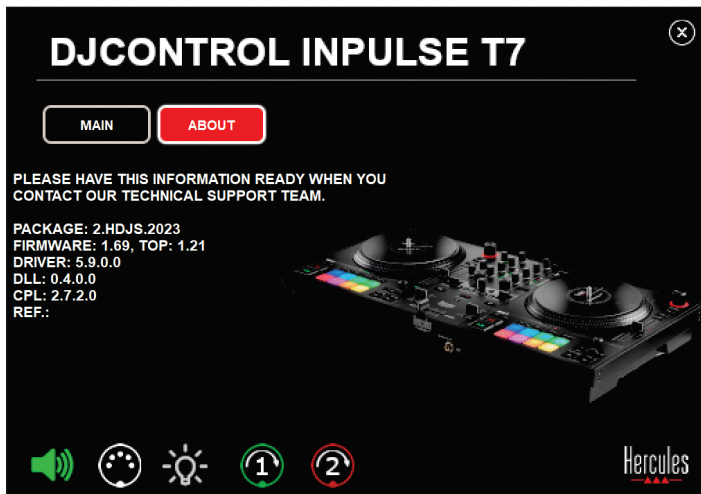 DJCONTROL INPULSE T7
MAIN
ABOUT
PLEASE HAVE THIS INFORMATION READY WHEN YOU
CONTACT OUR TECHNICAL SUPPORT TEAM.
PACKAGE: 2.HDJS.2023
FIRMWARE: 1.69, TOP: 1.21
DRIVER: 5.9.0.0
DLL: 0.4.0.0
CPL: 2.7.2.0
REF.:
1
2
Hercules